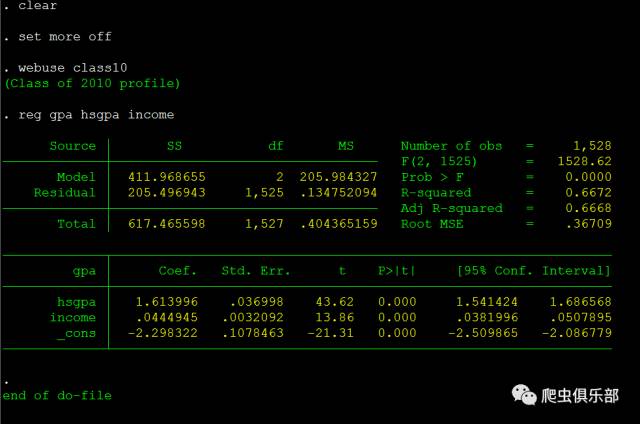 . clear
. set more off
. webuse class10
(Class of 2010 profile)
. reg gpa hsgpa income
Source SS df MS Number of obs = 1,528
F(2, 1525) = 1528.62
Model 411.968655 2 205.984327 Prob > F = 0.0000
Residual 205.496943 1,525 .134752094 R-squared = 0.6672
Adj R-squared = 0.6668
Total 617.465598 1,527 .404365159 Root MSE = .36709
gpa Coef. Std. Err. t P>|t| [95% Conf. Interval]
hsgpa 1.613996 .036998 43.62 0.000 1.541424 1.686568
income .0444945 .0032092 13.86 0.000 .0381996 .0507895
_cons -2.298322 .1078463 -21.31 0.000 -2.509865 -2.086779
.
end of do-file
爬虫俱乐部